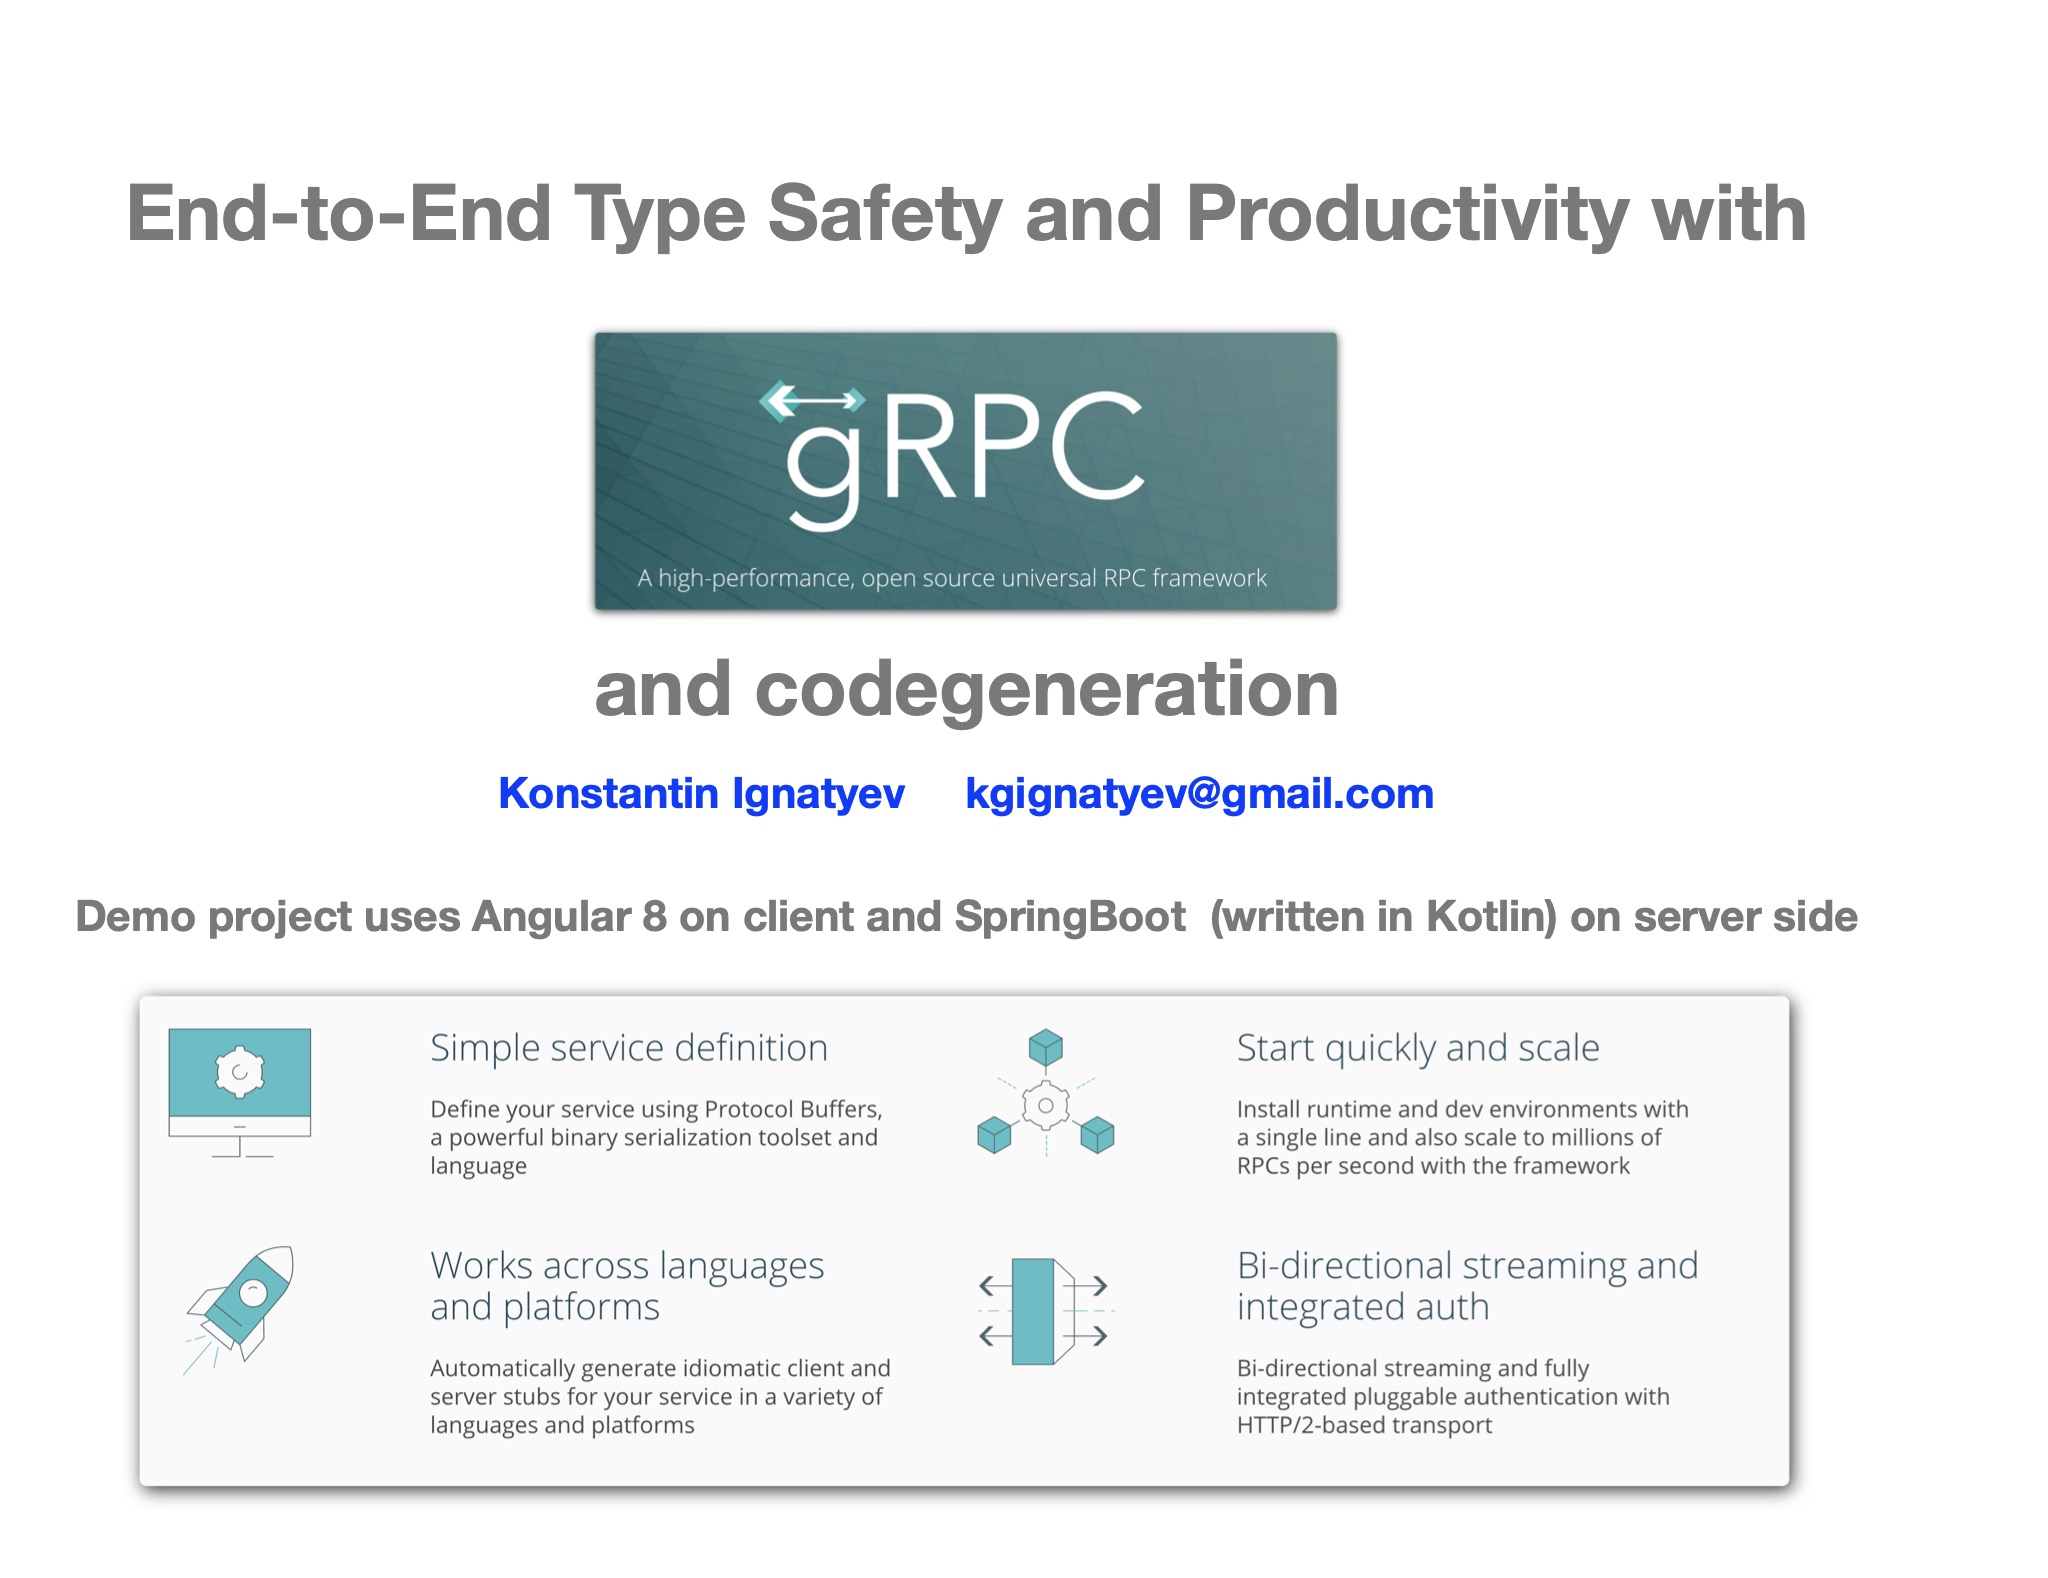 End-to-End Type Safety and Productivity with
gRPC
A high-performance, open source universal RPC framework
and codegeneration
Konstantin Ignatyev kgignatyev@gmail.com
Demo project uses Angular 8 on client and SpringBoot (written in Kotlin) on server side
Simple service definition
Define your service using Protocol Buffers,
a powerful binary serialization toolset and
language
Start quickly and scale
Install runtime and dev environments with
a single line and also scale to millions of
RPCs per second with the framework
Works across languages
and platforms
Automatically generate idiomatic client and
server stubs for your service in a variety of
languages and platforms
Bi-directional streaming and
integrated auth
Bi-directional streaming and fully
integrated pluggable authentication with
HTTP/2-based transport